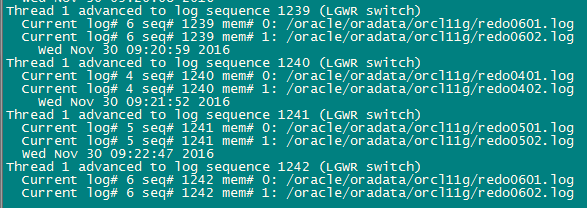 Wed Nov 30 09:20:06 2016
Thread 1 advanced to log sequence 1239 (LGWR switch)
Current log# 6 seq# 1239 mem# 0: /oracle/oradata/orcl11g/redo0601.log
Current log# 6 seq# 1239 mem# 1: /oracle/oradata/orcl11g/redo0602.log
Wed Nov 30 09:20:59 2016
Thread 1 advanced to log sequence 1240 (LGWR switch)
Current log# 4 seq# 1240 mem# 0: /oracle/oradata/orcl11g/redo0401.log
Current log# 4 seq# 1240 mem# 1: /oracle/oradata/orcl11g/redo0402.log
Wed Nov 30 09:21:52 2016
Thread 1 advanced to log sequence 1241 (LGWR switch)
Current log# 5 seq# 1241 mem# 0: /oracle/oradata/orcl11g/redo0501.log
Current log# 5 seq# 1241 mem# 1: /oracle/oradata/orcl11g/redo0502.log
Wed Nov 30 09:22:47 2016
Thread 1 advanced to log sequence 1242 (LGWR switch)
Current log# 6 seq# 1242 mem# 0: /oracle/oradata/orcl11g/redo0601.log
Current log# 6 seq# 1242 mem# 1: /oracle/oradata/orcl11g/redo0602.log